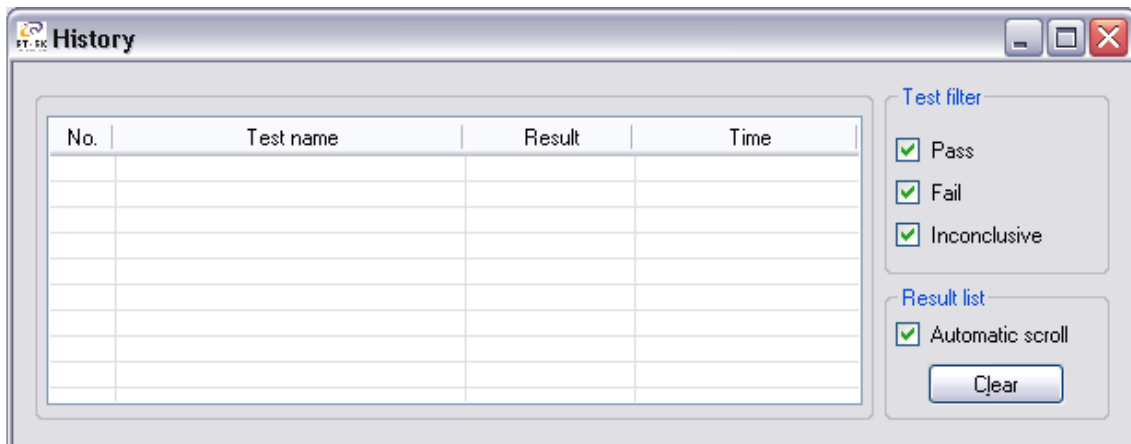 History
Test filter
No. Test name Result Time
Pass
Fail
Inconclusive
Result list
Automatic scroll
Clear